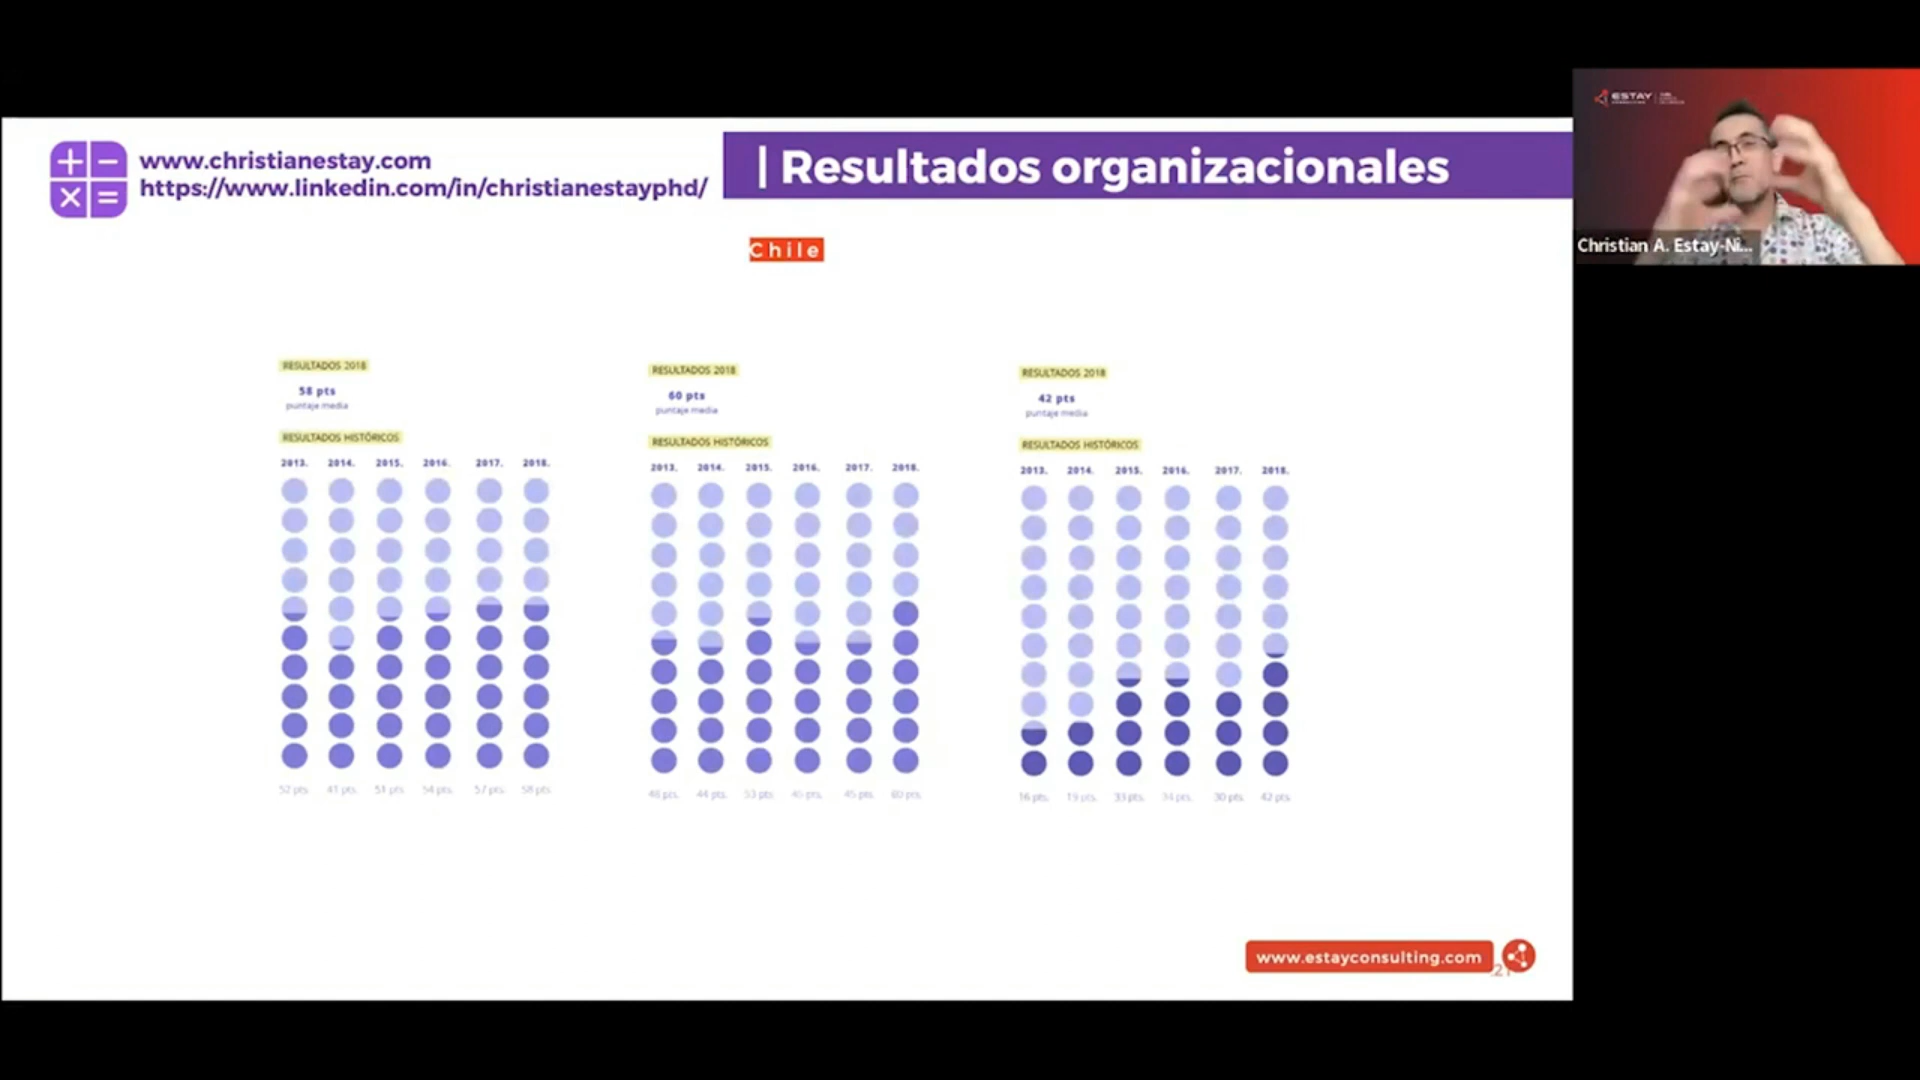 www.christianestay.com
https://www.linkedin.com/in/christianestayphd/
| Resultados organizacionales
ESTAY
Christian A. Estay-Ni...
Chile
RESULTADOS 2018
58 pts
puntaje media
RESULTADOS HISTÓRICOS
2013. 2014. 2015. 2016. 2017. 2018.
52 pts. 41 pts. 51 pts. 54 pts. 57 pts. 58 pts.
RESULTADOS 2018
60 pts
puntaje media
RESULTADOS HISTÓRICOS
2013. 2014. 2015. 2016. 2017. 2018.
48 pts. 44 pts. 53 pts. 45 pts. 60 pts.
RESULTADOS 2018
42 pts
puntaje media
RESULTADOS HISTÓRICOS
2013. 2014. 2015. 2016. 2017. 2018.
16 pts. 19 pts. 33 pts. 34 pts. 30 pts. 42 pts.
www.estayconsulting.com
21